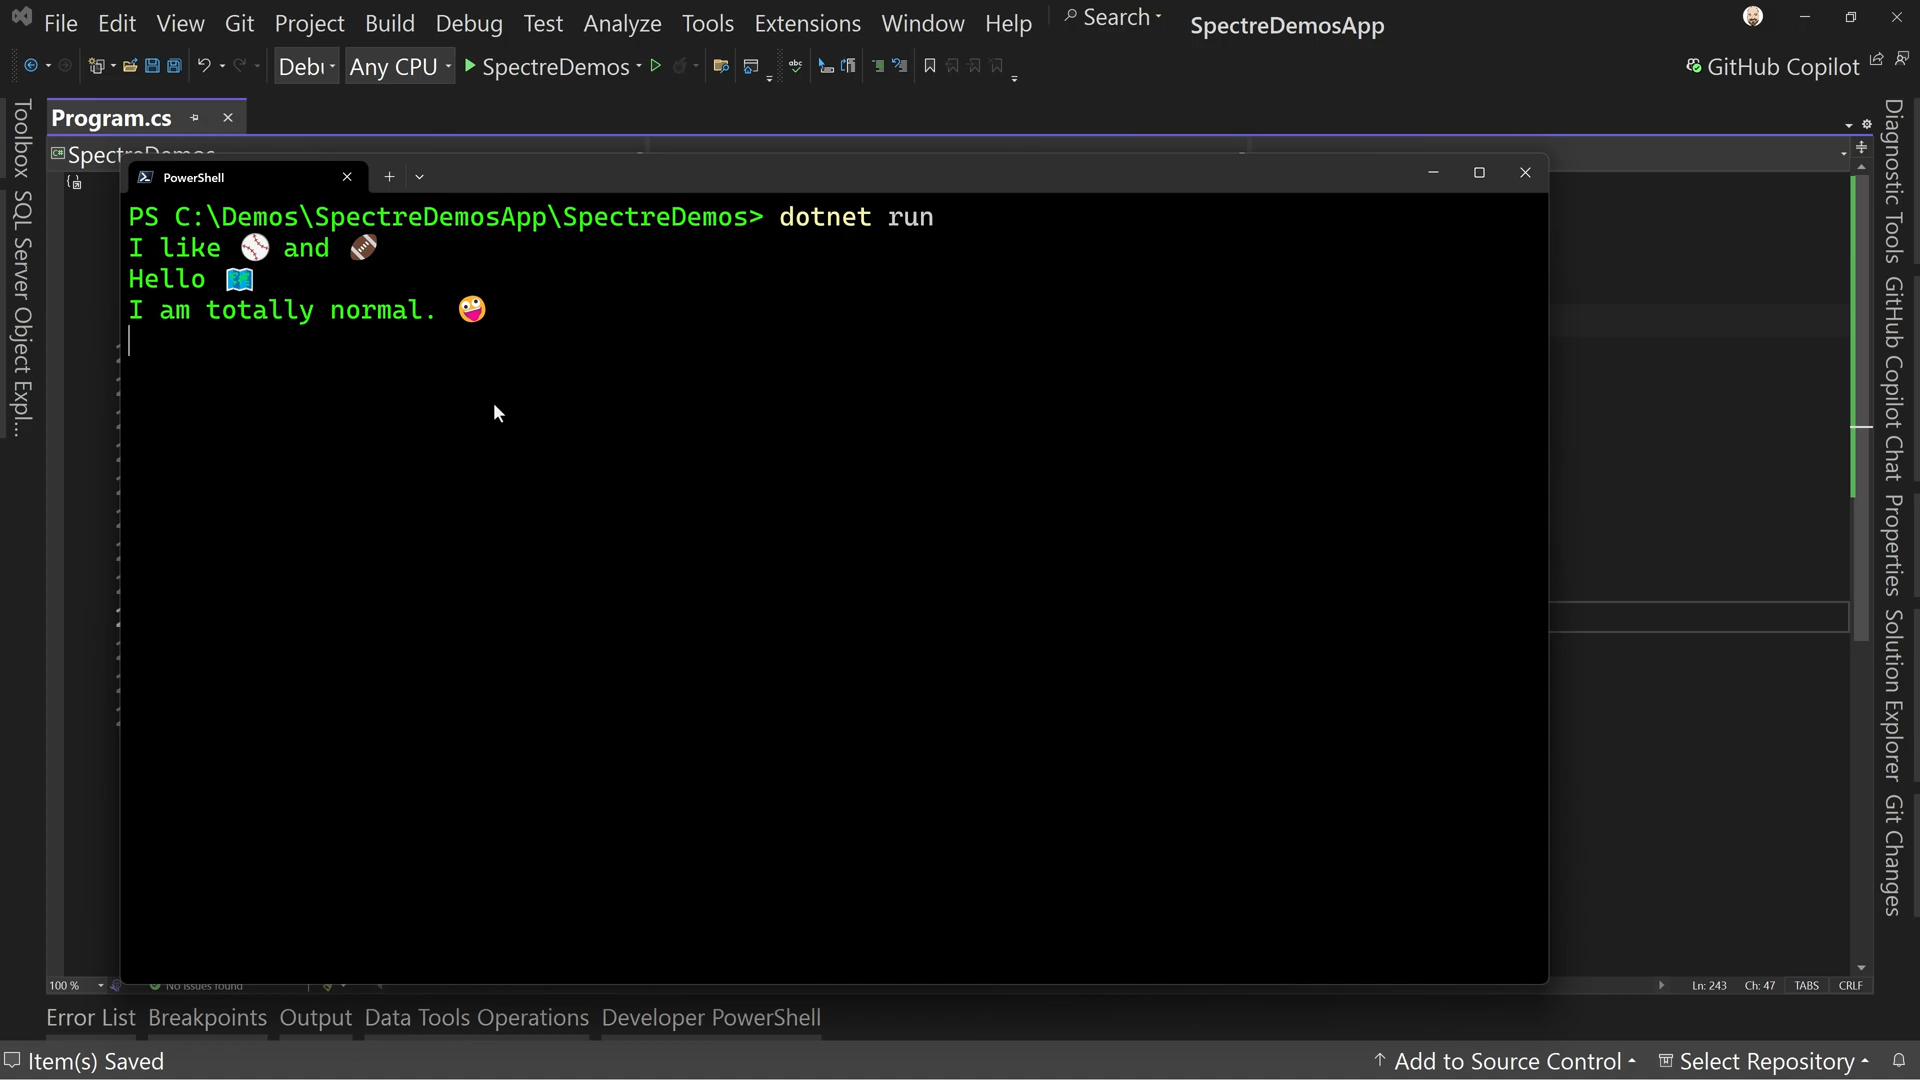 File Edit View Git Project Build Debug Test Analyze Tools Extensions Window Help Search SpectreDemosApp
Any CPU SpectreDemos GitHub Copilot
Program.cs
PowerShell
PS C:\Demos\SpectreDemosApp\SpectreDemos> dotnet run
I like ⚾ and 🏈
Hello 🗺️
I am totally normal. 🤪
Toolbox
SQL Server Object Expl...
Diagnostic Tools
GitHub Copilot Chat
Properties
Solution Explorer
Git Changes
100 % No issues found Ln: 243 Ch: 47 TABS CRLF
Error List Breakpoints Output Data Tools Operations Developer PowerShell
Item(s) Saved Add to Source Control Select Repository